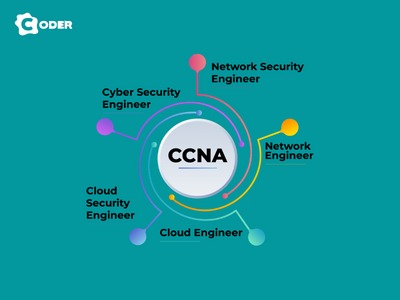 CODER
Network Security
Engineer
Cyber Security
Engineer
Network
Engineer
CCNA
Cloud
Security
Engineer
Cloud Engineer